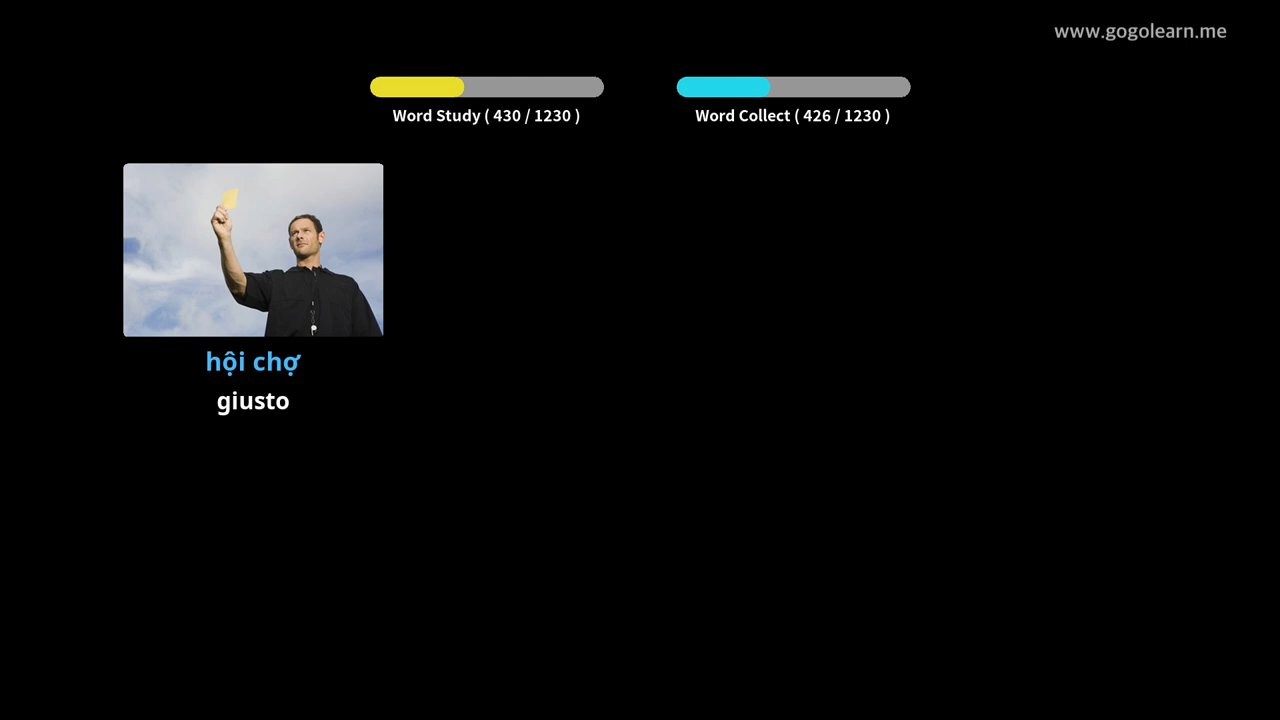 www.gogolearn.me
Word Study ( 430 / 1230 )
Word Collect ( 426 / 1230 )
hội chợ
giusto